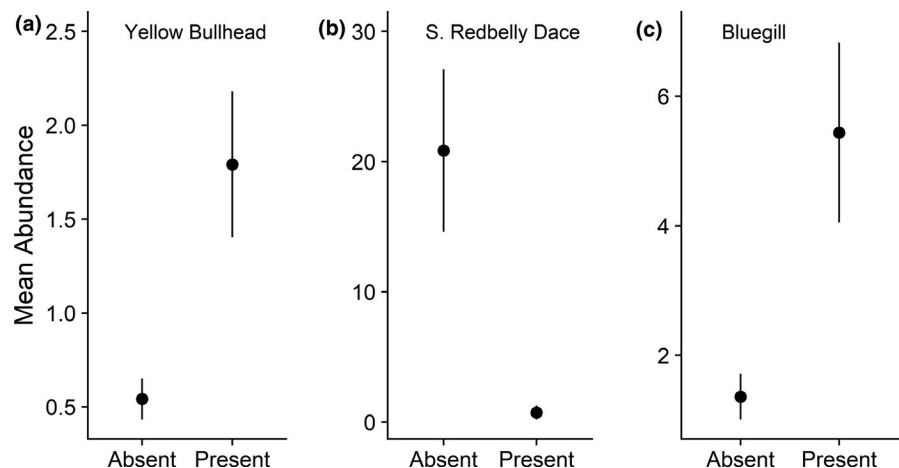 (a) Yellow Bullhead
(b) S. Redbelly Dace
(c) Bluegill
Mean Abundance
2.5
2.0
1.5
1.0
0.5
Absent Present
30
20
10
0
Absent Present
6
4
2
Absent Present